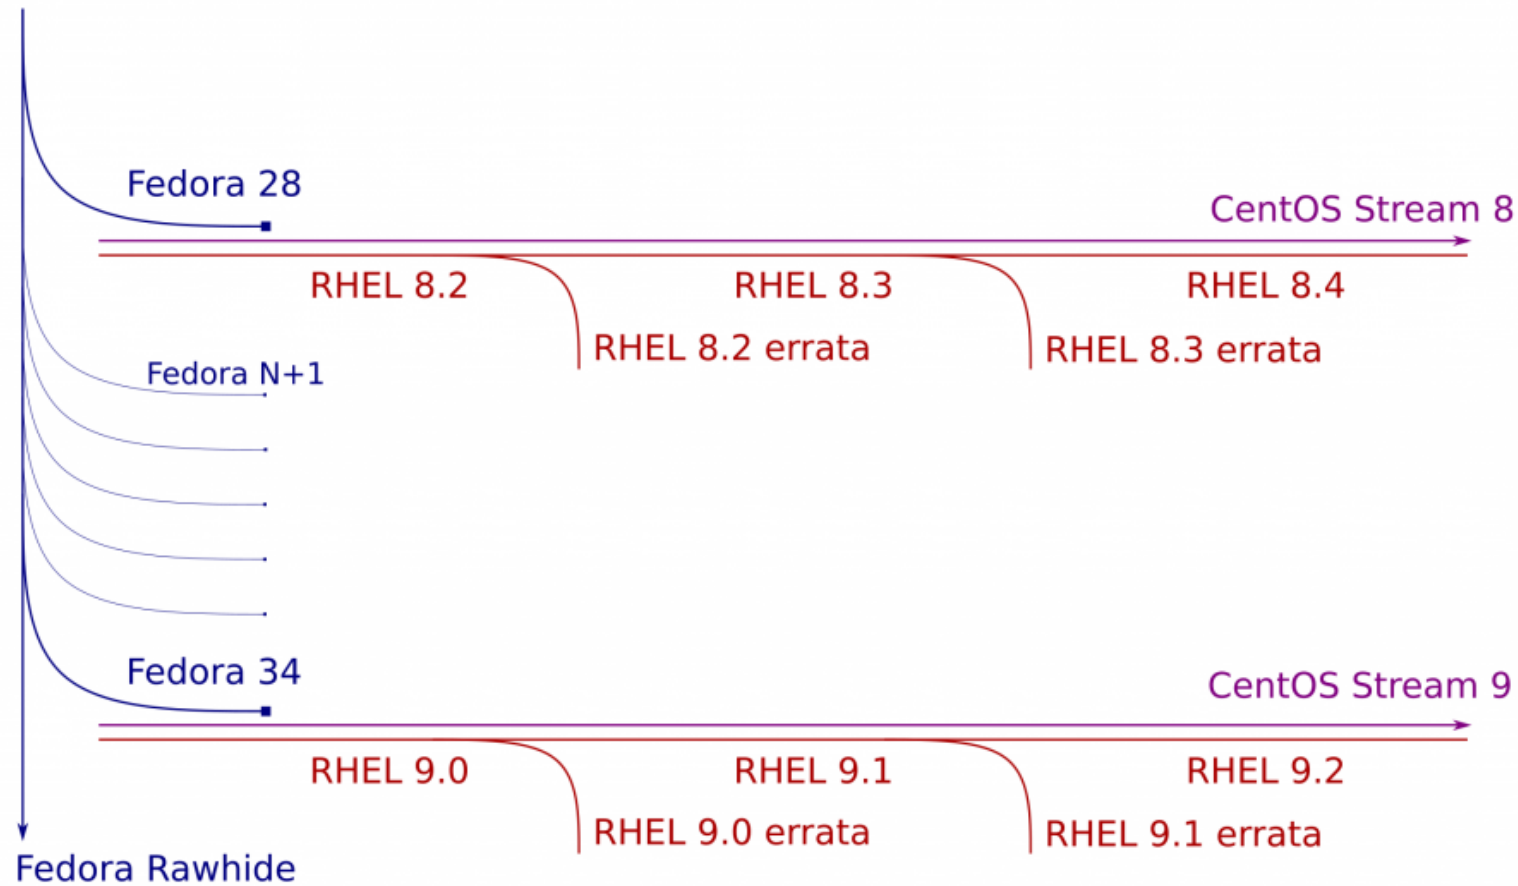 Fedora 28
CentOS Stream 8
RHEL 8.2
RHEL 8.3
RHEL 8.4
RHEL 8.2 errata
RHEL 8.3 errata
Fedora N+1
Fedora 34
CentOS Stream 9
RHEL 9.0
RHEL 9.1
RHEL 9.2
RHEL 9.0 errata
RHEL 9.1 errata
Fedora Rawhide